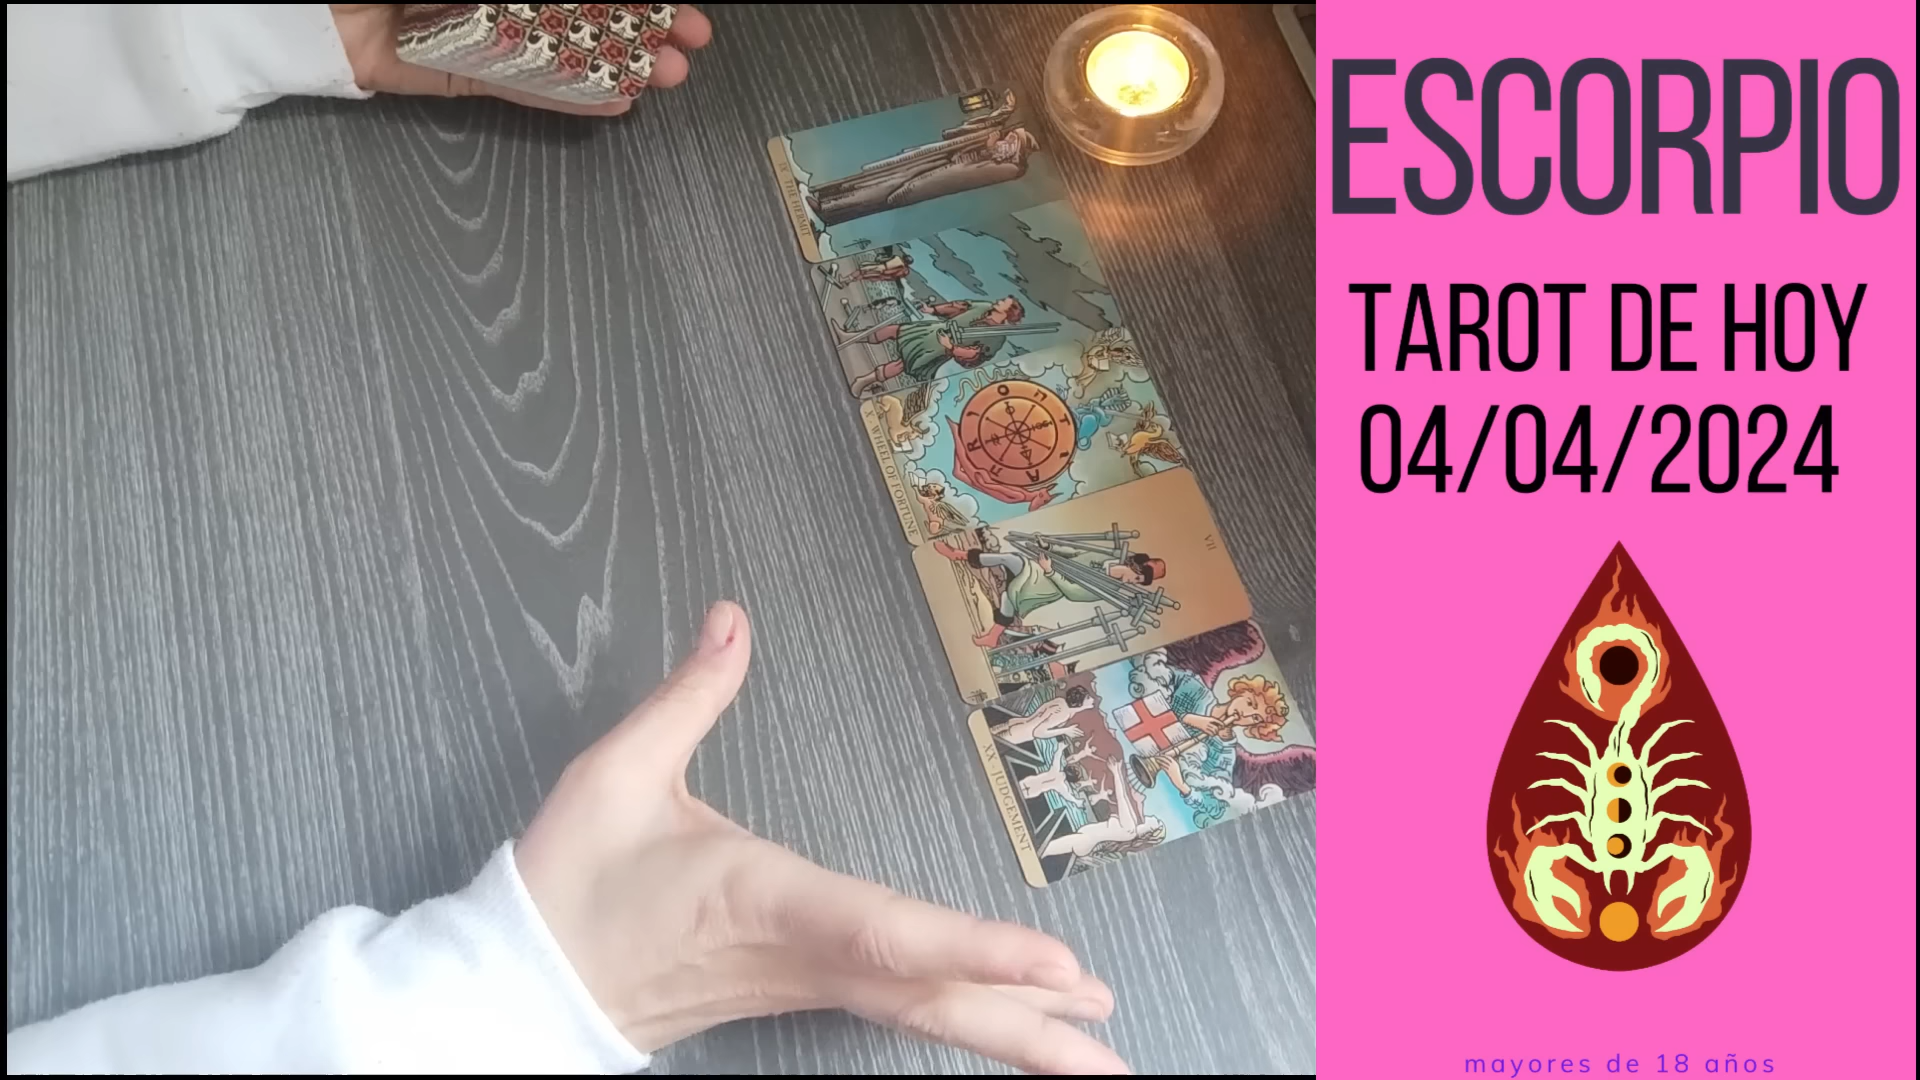 ESCORPIO
TAROT DE HOY
04/04/2024
mayores de 18 años
IX · THE HERMIT
X · WHEEL OF FORTUNE
VII
XX · JUDGEMENT